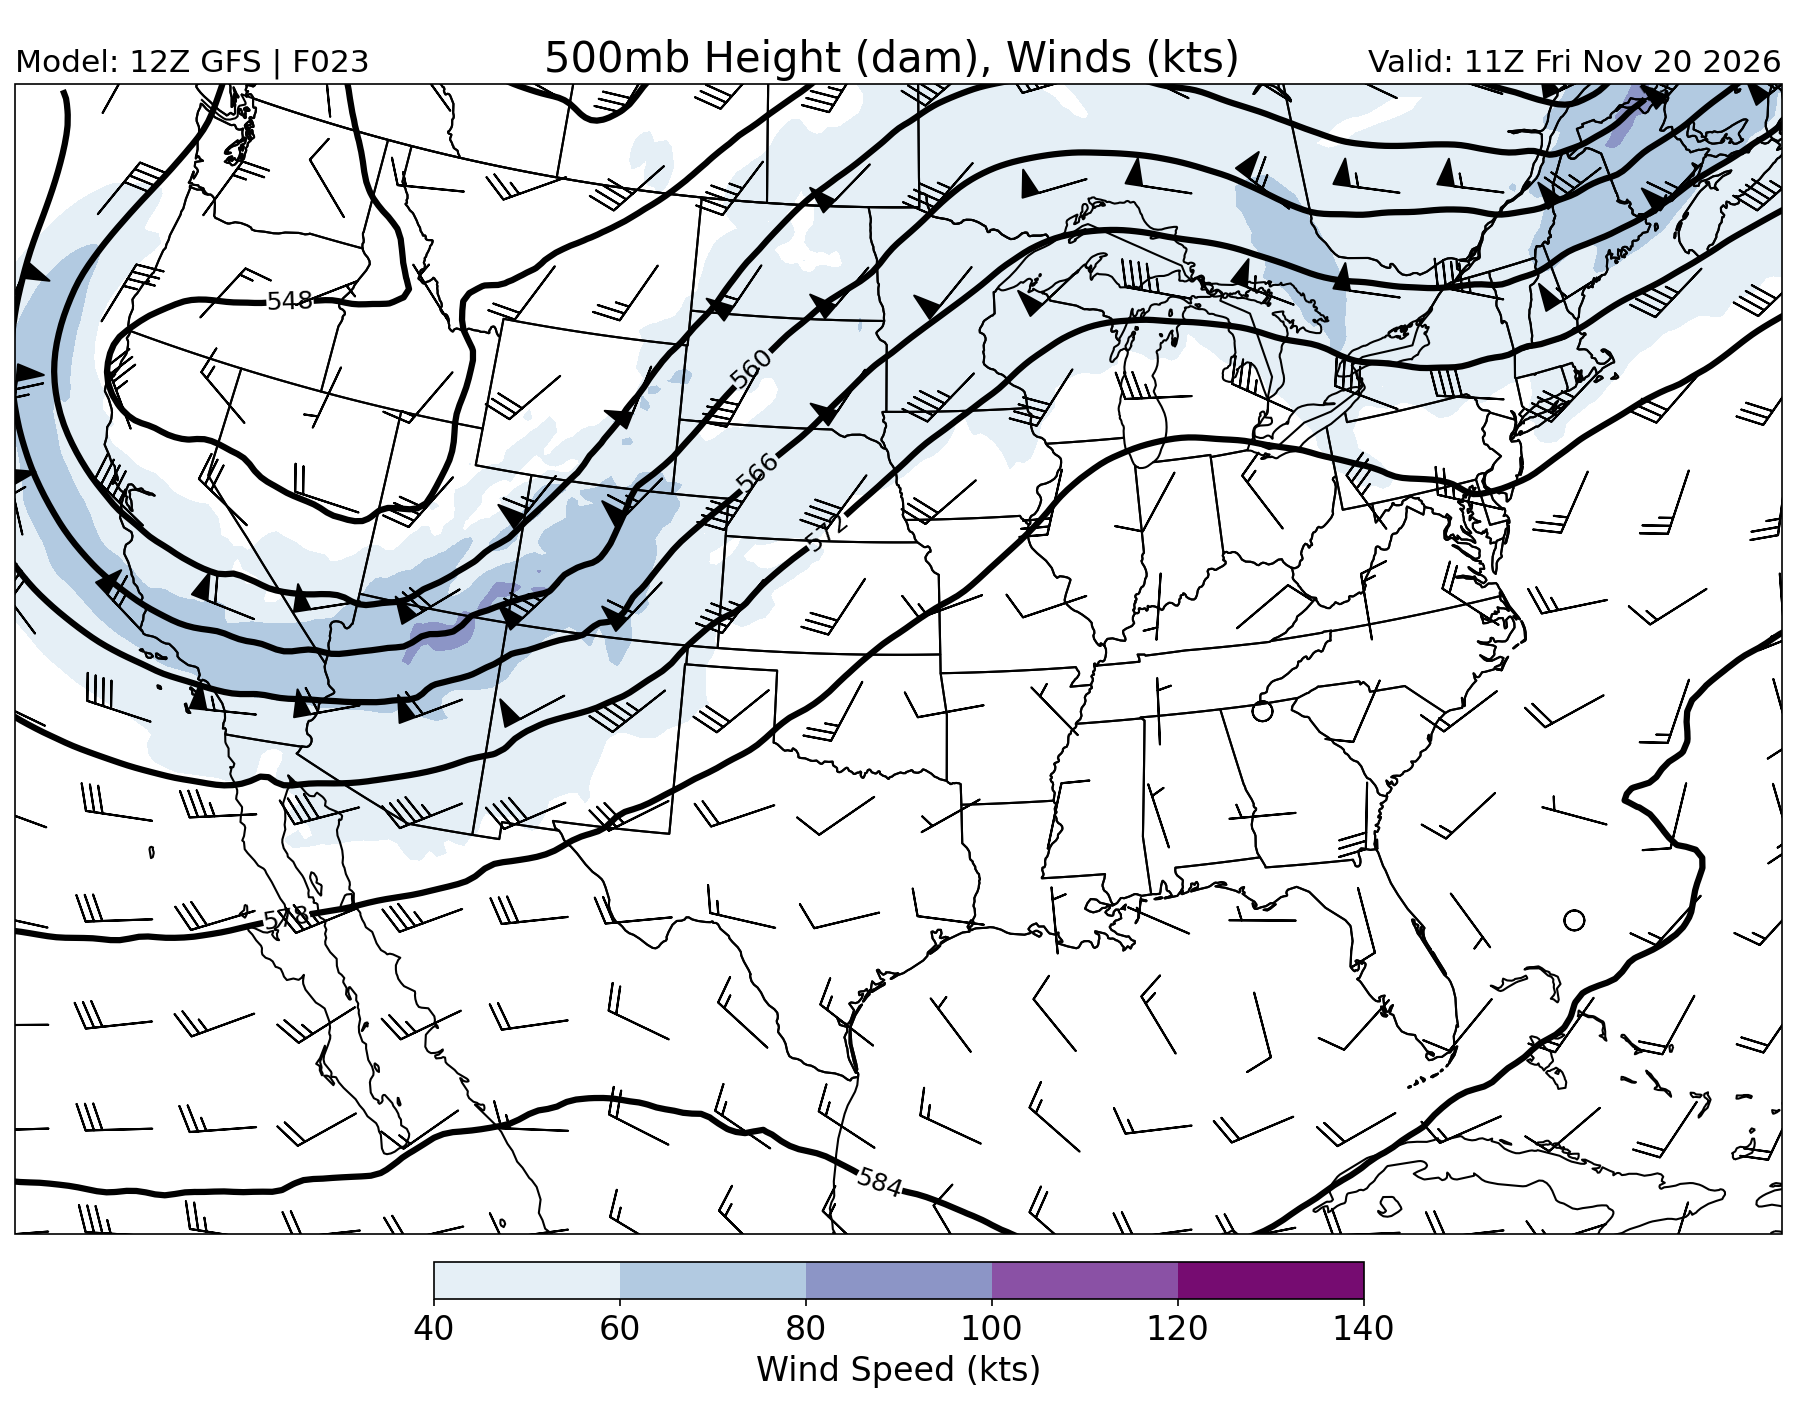 Model: 12Z GFS | F023
500mb Height (dam), Winds (kts)
Valid: 11Z Fri Nov 20 2026
548
560
566
572
578
584
40 60 80 100 120 140
Wind Speed (kts)